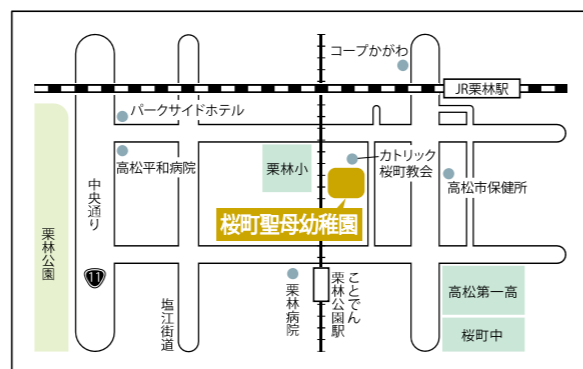 コープかがわ
JR栗林駅
パークサイドホテル
高松平和病院
栗林小
カトリック
桜町教会
高松市保健所
中央通り
栗林公園
桜町聖母幼稚園
11
塩江街道
栗林病院
ことでん
栗林公園駅
高松第一高
桜町中